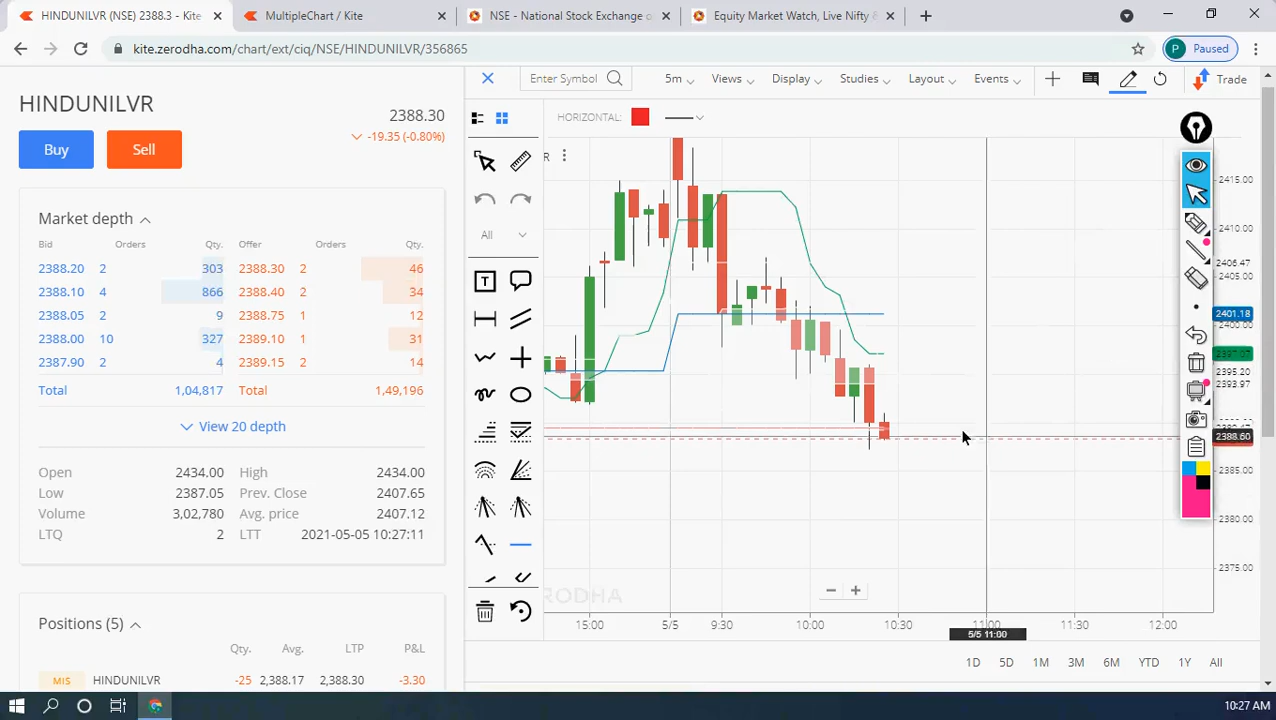 HINDUNILVR (NSE) 2388.3 - Kite
MultipleChart / Kite
NSE - National Stock Exchange o
Equity Market Watch, Live Nifty &
kite.zerodha.com/chart/ext/ciq/NSE/HINDUNILVR/356865
P Paused
HINDUNILVR
2388.30
-19.35 (-0.80%)
Buy
Sell
Market depth
Bid Orders Qty. Offer Orders Qty.
2388.20 2 303 2388.30 2 46
2388.10 4 866 2388.40 2 34
2388.05 2 9 2388.75 1 12
2388.00 10 327 2389.10 1 31
2387.90 2 4 2389.15 2 14
Total 1,04,817 Total 1,49,196
View 20 depth
Open 2434.00 High 2434.00
Low 2387.05 Prev. Close 2407.65
Volume 3,02,780 Avg. price 2407.12
LTQ 2 LTT 2021-05-05 10:27:11
Positions (5)
Qty. Avg. LTP P&L
MIS HINDUNILVR -25 2,388.17 2,388.30 -3.30
Enter Symbol
5m Views Display Studies Layout Events Trade
HORIZONTAL:
R
All
T
2415.00
2410.00
2406.47
2405.00
2401.18
2400.00
2395.20
2393.97
2388.60
2385.00
2380.00
2375.00
RODHA
15:00 5/5 9:30 10:00 10:30 11:00 11:30 12:00
5/5 11:00
1D 5D 1M 3M 6M YTD 1Y All
10:27 AM